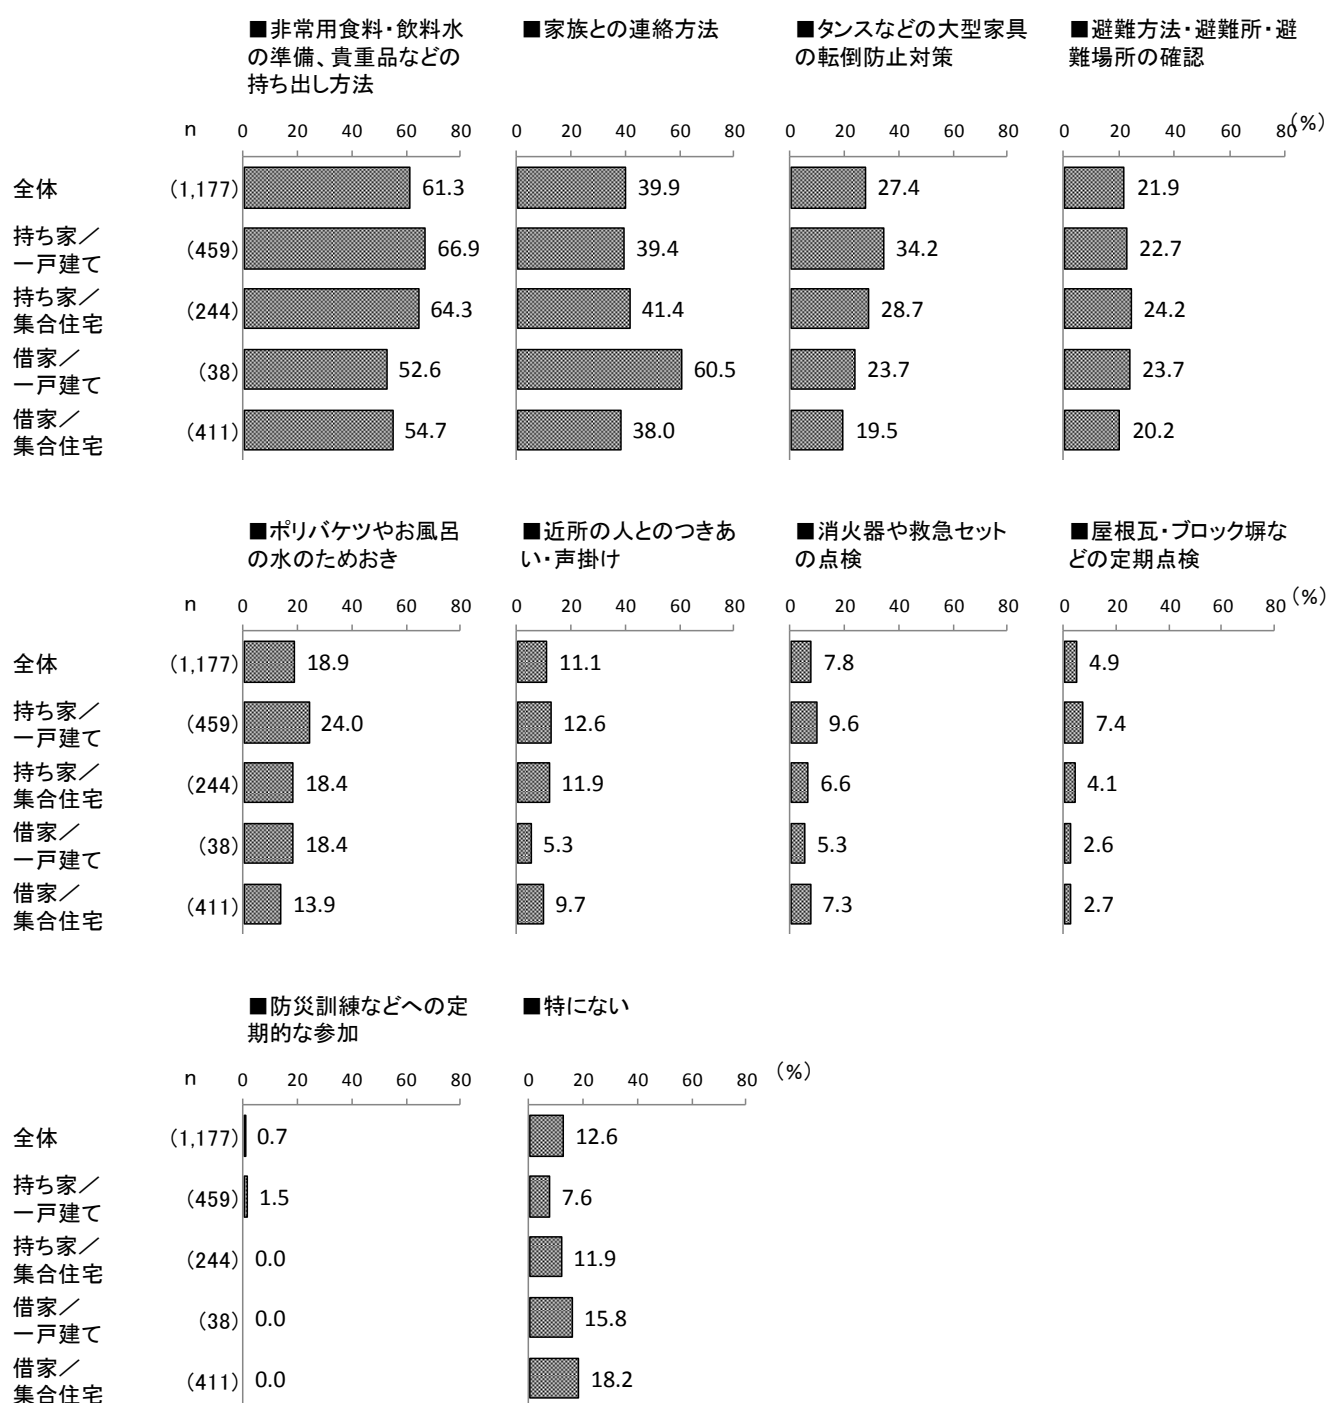 ■非常用食料・飲料水
の準備、貴重品などの
持ち出し方法
■家族との連絡方法
■タンスなどの大型家具
の転倒防止対策
■避難方法・避難所・避
難場所の確認
n 0 20 40 60 80 0 20 40 60 80 0 20 40 60 80 0 20 40 60 80 (%)
全体 (1,177) 61.3 39.9 27.4 21.9
持ち家／
一戸建て (459) 66.9 39.4 34.2 22.7
持ち家／
集合住宅 (244) 64.3 41.4 28.7 24.2
借家／
一戸建て (38) 52.6 60.5 23.7 23.7
借家／
集合住宅 (411) 54.7 38.0 19.5 20.2
■ポリバケツやお風呂
の水のためおき
■近所の人とのつきあ
い・声掛け
■消火器や救急セット
の点検
■屋根瓦・ブロック塀な
どの定期点検
n 0 20 40 60 80 0 20 40 60 80 0 20 40 60 80 0 20 40 60 80 (%)
全体 (1,177) 18.9 11.1 7.8 4.9
持ち家／
一戸建て (459) 24.0 12.6 9.6 7.4
持ち家／
集合住宅 (244) 18.4 11.9 6.6 4.1
借家／
一戸建て (38) 18.4 5.3 5.3 2.6
借家／
集合住宅 (411) 13.9 9.7 7.3 2.7
■防災訓練などへの定
期的な参加
■特にない
n 0 20 40 60 80 0 20 40 60 80 (%)
全体 (1,177) 0.7 12.6
持ち家／
一戸建て (459) 1.5 7.6
持ち家／
集合住宅 (244) 0.0 11.9
借家／
一戸建て (38) 0.0 15.8
借家／
集合住宅 (411) 0.0 18.2